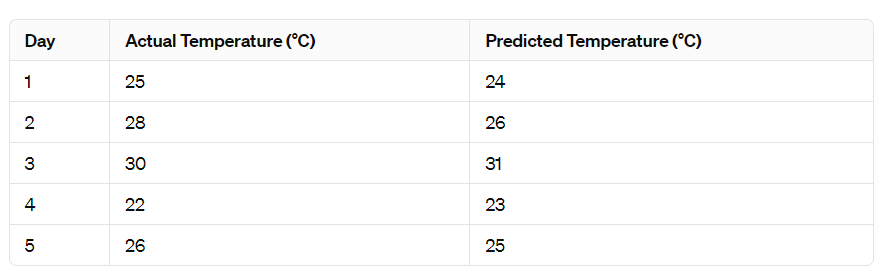 Day Actual Temperature (°C) Predicted Temperature (°C)
1 25 24
2 28 26
3 30 31
4 22 23
5 26 25